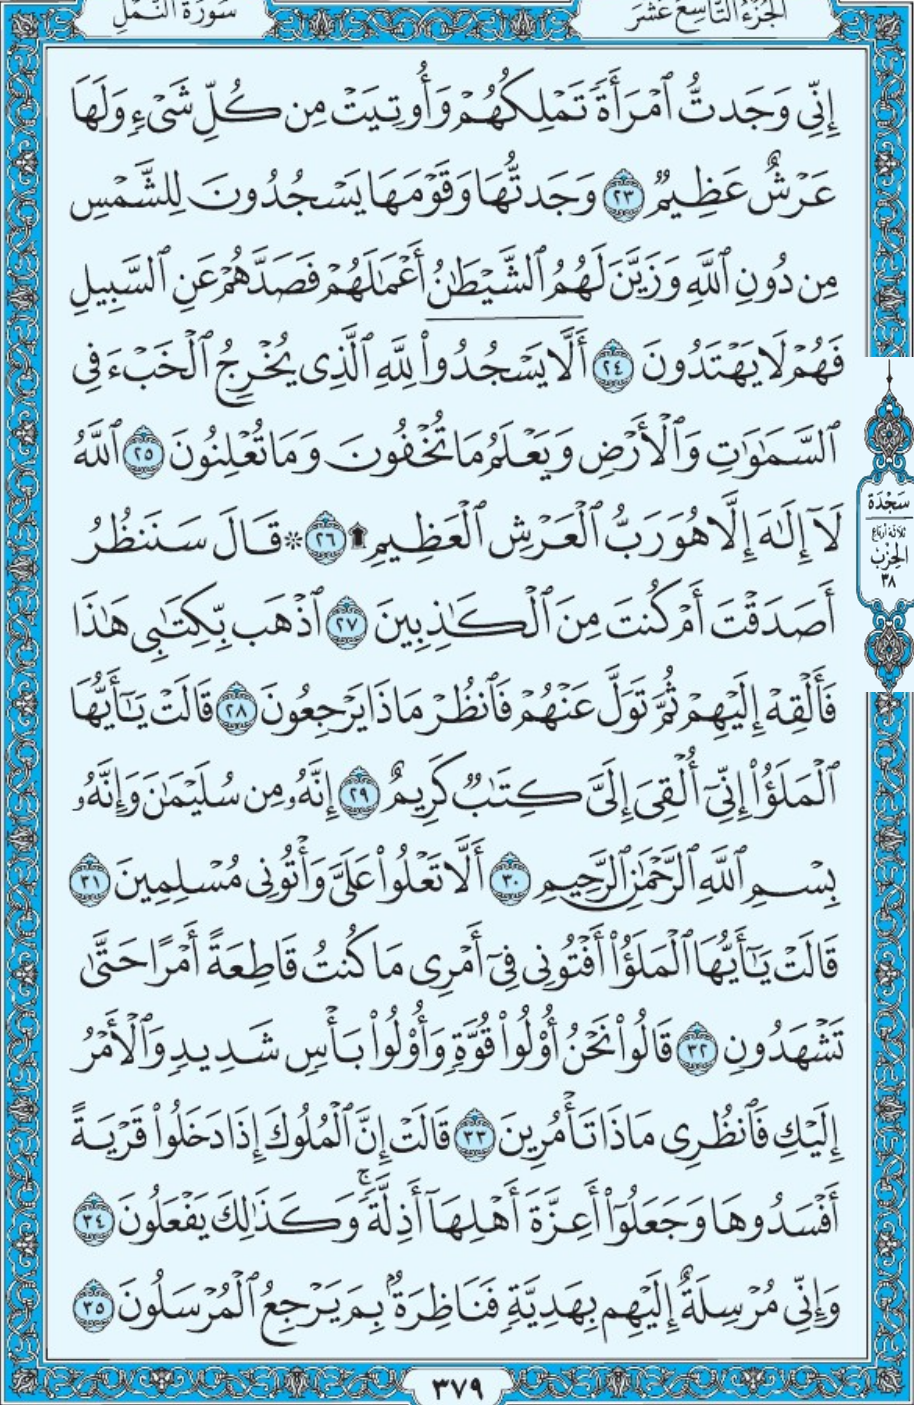 الجُزْءُ التَّاسِعَ عَشَرَ
سُورَةُ النَّمْلِ
إِنِّي وَجَدتُّ ٱمْرَأَةٗ تَمْلِكُهُمْ وَأُوتِيَتْ مِن كُلِّ شَىْءٖ وَلَهَا
عَرْشٌ عَظِيمٞ ٢٣ وَجَدتُّهَا وَقَوْمَهَا يَسْجُدُونَ لِلشَّمْسِ
مِن دُونِ ٱللَّهِ وَزَيَّنَ لَهُمُ ٱلشَّيْطَٰنُ أَعْمَٰلَهُمْ فَصَدَّهُمْ عَنِ ٱلسَّبِيلِ
فَهُمْ لَا يَهْتَدُونَ ٢٤ أَلَّا يَسْجُدُوا۟ لِلَّهِ ٱلَّذِى يُخْرِجُ ٱلْخَبْءَ فِى
ٱلسَّمَٰوَٰتِ وَٱلْأَرْضِ وَيَعْلَمُ مَا تُخْفُونَ وَمَا تُعْلِنُونَ ٢٥ ٱللَّهُ
لَآ إِلَٰهَ إِلَّا هُوَ رَبُّ ٱلْعَرْشِ ٱلْعَظِيمِ ۩ ٢٦ * قَالَ سَنَنظُرُ
أَصَدَقْتَ أَمْ كُنتَ مِنَ ٱلْكَٰذِبِينَ ٢٧ ٱذْهَب بِّكِتَٰبِى هَٰذَا
فَأَلْقِهْ إِلَيْهِمْ ثُمَّ تَوَلَّ عَنْهُمْ فَٱنظُرْ مَاذَا يَرْجِعُونَ ٢٨ قَالَتْ يَٰٓأَيُّهَا
ٱلْمَلَؤُا۟ إِنِّىٓ أُلْقِىَ إِلَىَّ كِتَٰبٞ كَرِيمٌ ٢٩ إِنَّهُۥ مِن سُلَيْمَٰنَ وَإِنَّهُۥ
بِسْمِ ٱللَّهِ ٱلرَّحْمَٰنِ ٱلرَّحِيمِ ٣٠ أَلَّا تَعْلُوا۟ عَلَىَّ وَأْتُونِى مُسْلِمِينَ ٣١
قَالَتْ يَٰٓأَيُّهَا ٱلْمَلَؤُا۟ أَفْتُونِى فِىٓ أَمْرِى مَا كُنتُ قَاطِعَةً أَمْرًا حَتَّىٰ
تَشْهَدُونِ ٣٢ قَالُوا۟ نَحْنُ أُو۟لُوا۟ قُوَّةٖ وَأُو۟لُوا۟ بَأْسٖ شَدِيدٖ وَٱلْأَمْرُ
إِلَيْكِ فَٱنظُرِى مَاذَا تَأْمُرِينَ ٣٣ قَالَتْ إِنَّ ٱلْمُلُوكَ إِذَا دَخَلُوا۟ قَرْيَةً
أَفْسَدُوهَا وَجَعَلُوٓا۟ أَعِزَّةَ أَهْلِهَآ أَذِلَّةٗۚ وَكَذَٰلِكَ يَفْعَلُونَ ٣٤
وَإِنِّى مُرْسِلَةٌ إِلَيْهِم بِهَدِيَّةٖ فَنَاظِرَةُۢ بِمَ يَرْجِعُ ٱلْمُرْسَلُونَ ٣٥
سَجْدَة
ثلاثة أرباع
الحِزْب
٣٨
٣٧٩